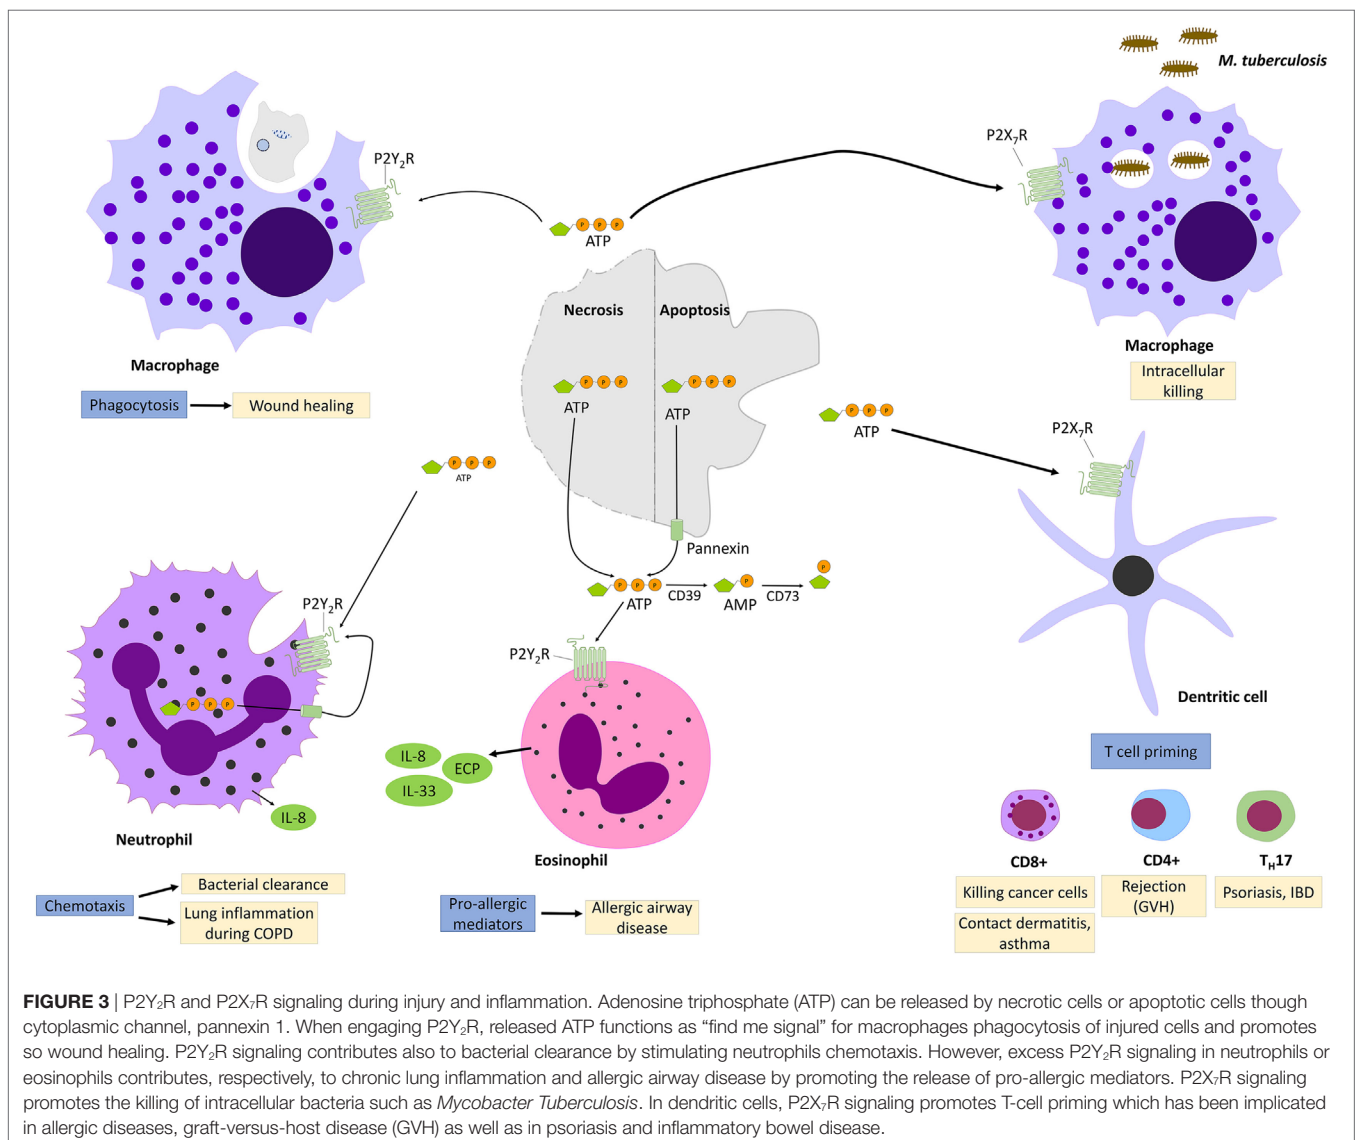 M. tuberculosis
P2X₇R
P2Y₂R
ATP
Necrosis
Apoptosis
Macrophage
Phagocytosis
Wound healing
Macrophage
Intracellular
killing
P P P
ATP
P P P
ATP
P P P
ATP
P P P
ATP
P P P
ATP
P2X₇R
Pannexin
P P P
ATP
CD39
P
AMP
CD73
P
P2Y₂R
P P P
P2Y₂R
IL-8
ECP
IL-33
IL-8
Neutrophil
Eosinophil
Dentritic cell
T cell priming
CD8+
CD4+
T_H17
Killing cancer cells
Contact dermatitis,
asthma
Rejection
(GVH)
Psoriasis, IBD
Chemotaxis
Bacterial clearance
Lung inflammation
during COPD
Pro-allergic
mediators
Allergic airway
disease
FIGURE 3 | P2Y₂R and P2X₇R signaling during injury and inflammation. Adenosine triphosphate (ATP) can be released by necrotic cells or apoptotic cells though
cytoplasmic channel, pannexin 1. When engaging P2Y₂R, released ATP functions as “find me signal” for macrophages phagocytosis of injured cells and promotes
so wound healing. P2Y₂R signaling contributes also to bacterial clearance by stimulating neutrophils chemotaxis. However, excess P2Y₂R signaling in neutrophils or
eosinophils contributes, respectively, to chronic lung inflammation and allergic airway disease by promoting the release of pro-allergic mediators. P2X₇R signaling
promotes the killing of intracellular bacteria such as Mycobacter Tuberculosis. In dendritic cells, P2X₇R signaling promotes T-cell priming which has been implicated
in allergic diseases, graft-versus-host disease (GVH) as well as in psoriasis and inflammatory bowel disease.